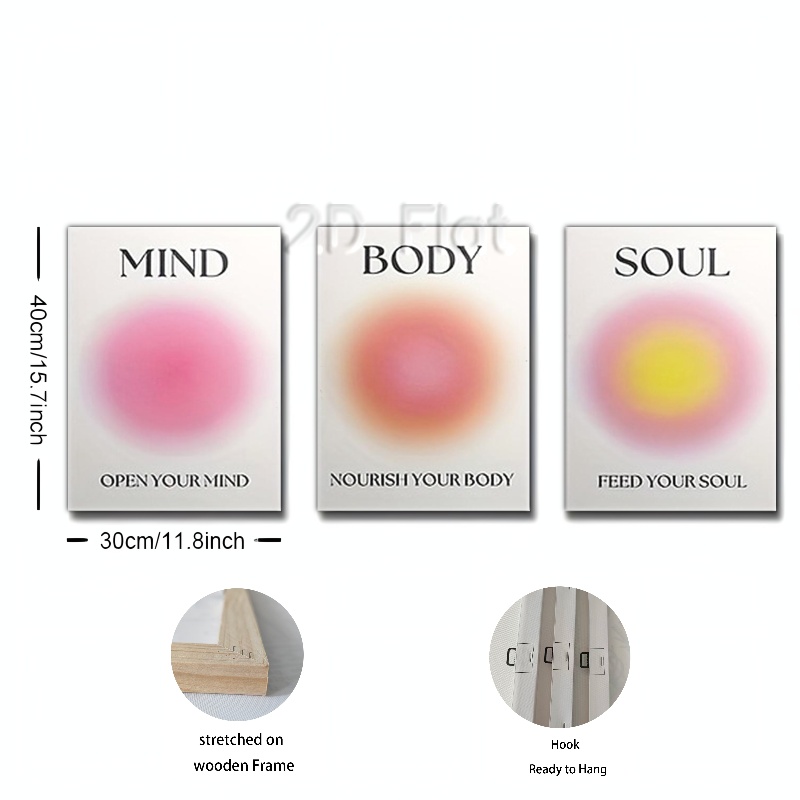 2D Flat
MIND
BODY
SOUL
40cm/15.7inch
OPEN YOUR MIND
NOURISH YOUR BODY
FEED YOUR SOUL
30cm/11.8inch
stretched on
wooden Frame
Hook
Ready to Hang